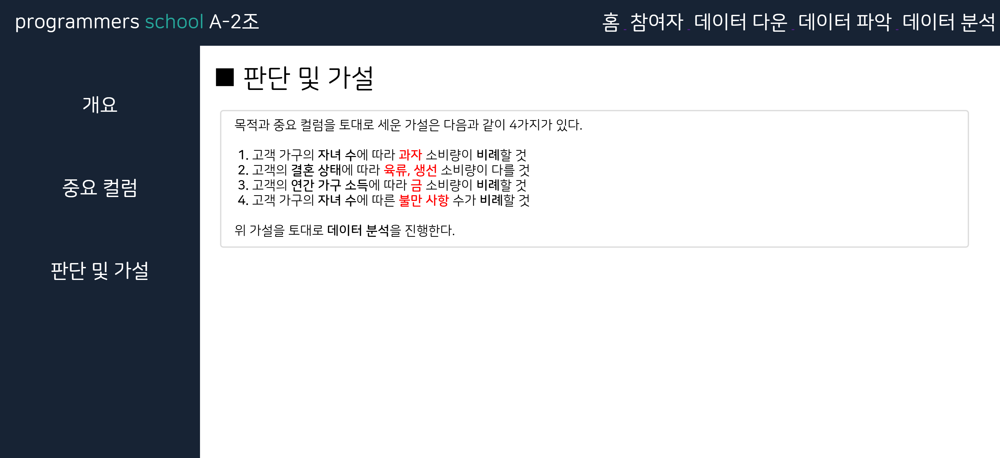 programmers school A-2조
홈 참여자 데이터 다운 데이터 파악 데이터 분석
개요
중요 컬럼
판단 및 가설
■ 판단 및 가설
목적과 중요 컬럼을 토대로 세운 가설은 다음과 같이 4가지가 있다.
1. 고객 가구의 자녀 수에 따라 과자 소비량이 비례할 것
2. 고객의 결혼 상태에 따라 육류, 생선 소비량이 다를 것
3. 고객의 연간 가구 소득에 따라 금 소비량이 비례할 것
4. 고객 가구의 자녀 수에 따른 불만 사항 수가 비례할 것
위 가설을 토대로 데이터 분석을 진행한다.